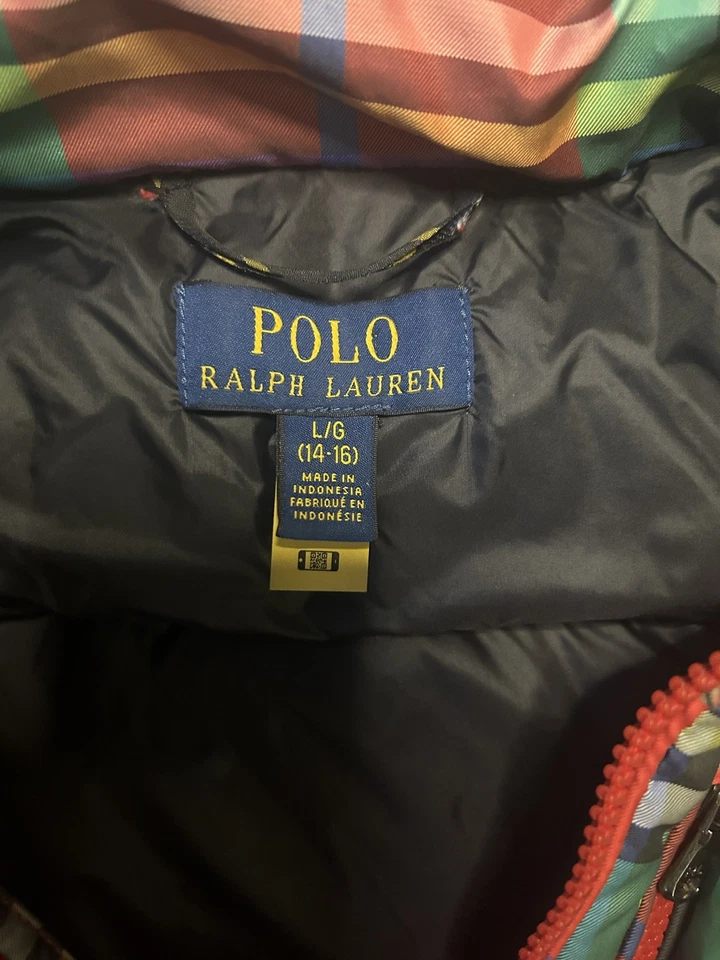 POLO
RALPH LAUREN
L/G
(14-16)
MADE IN
INDONESIA
FABRIQUÉ EN
INDONÉSIE